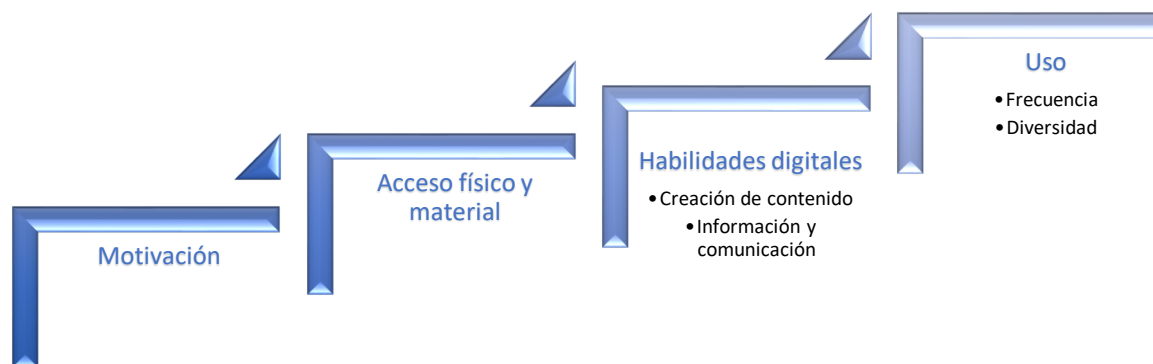 Motivación
Acceso físico y
material
Habilidades digitales
•Creación de contenido
•Información y
comunicación
Uso
•Frecuencia
•Diversidad